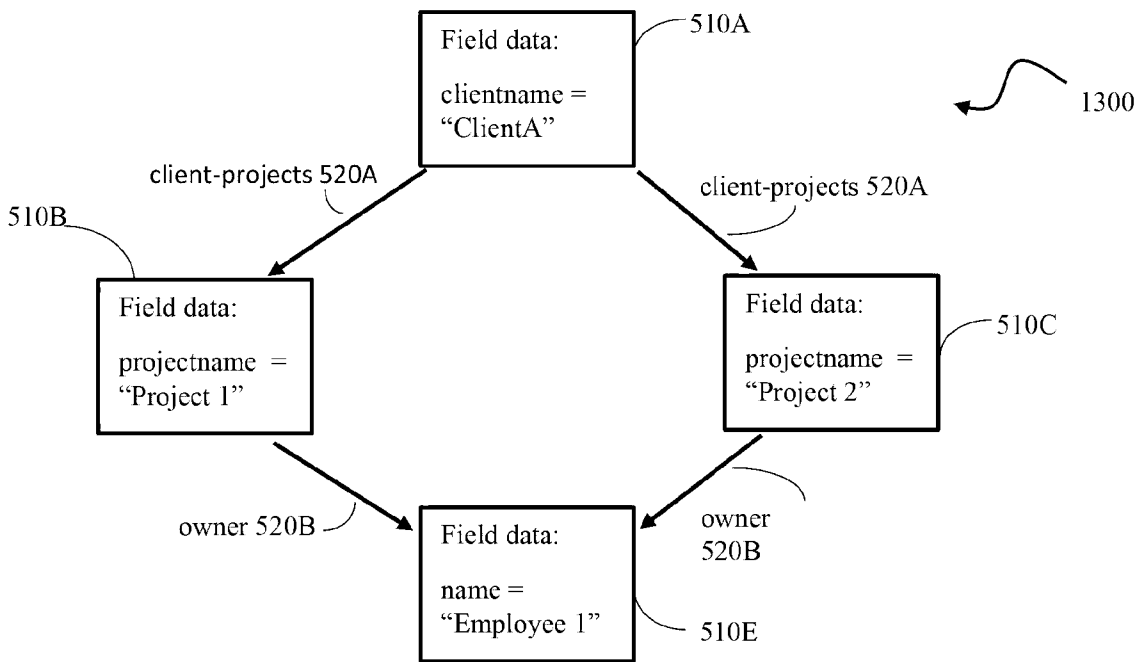 Field data:
clientname =
“ClientA”
510A
1300
client-projects 520A
client-projects 520A
510B
Field data:
projectname =
“Project 1”
Field data:
projectname =
“Project 2”
510C
owner 520B
Field data:
name =
“Employee 1”
owner
520B
510E